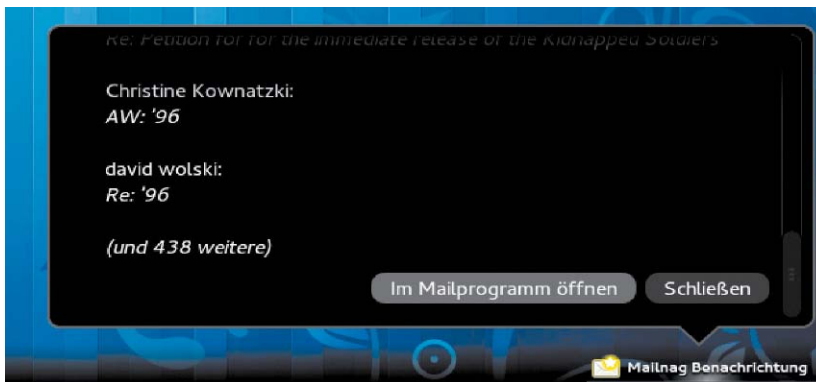 Re: Petition for for the immediate release of the Kidnapped Soldiers
Christine Kownatzki:
AW: '96
david wolski:
Re: '96
(und 438 weitere)
Im Mailprogramm öffnen Schließen
Mailnag Benachrichtung